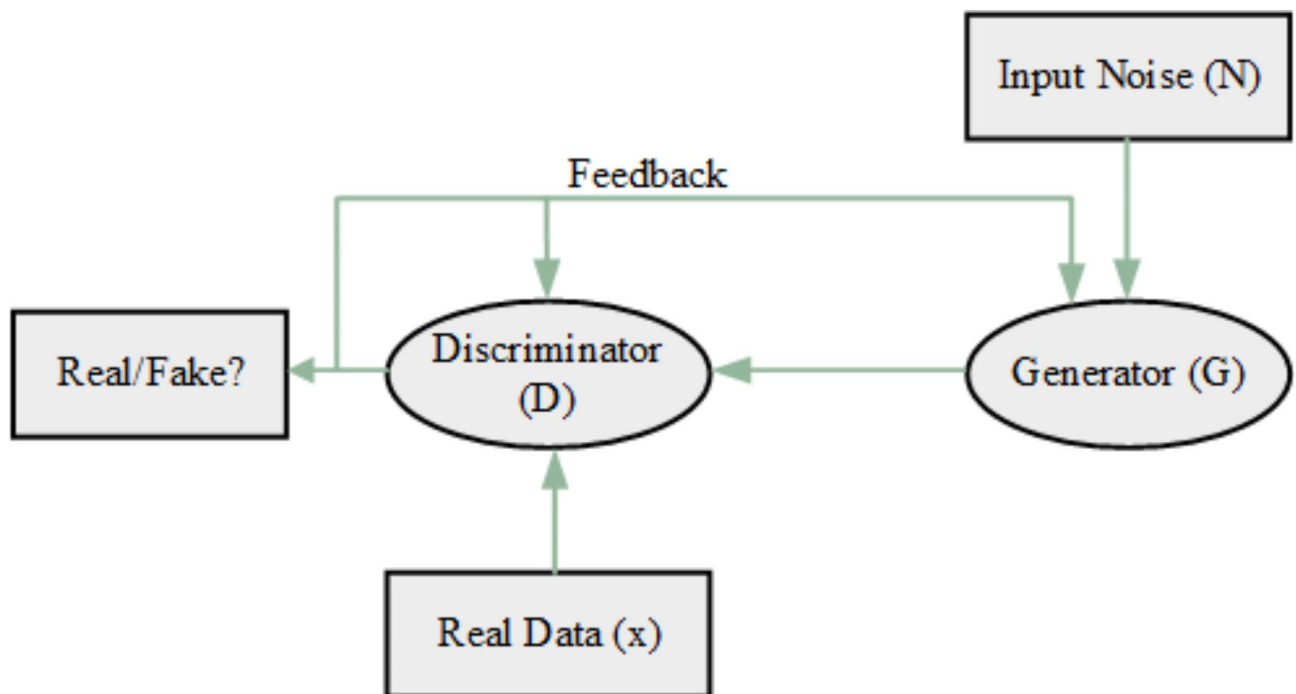 Input Noise (N)
Feedback
Real/Fake?
Discriminator
(D)
Generator (G)
Real Data (x)